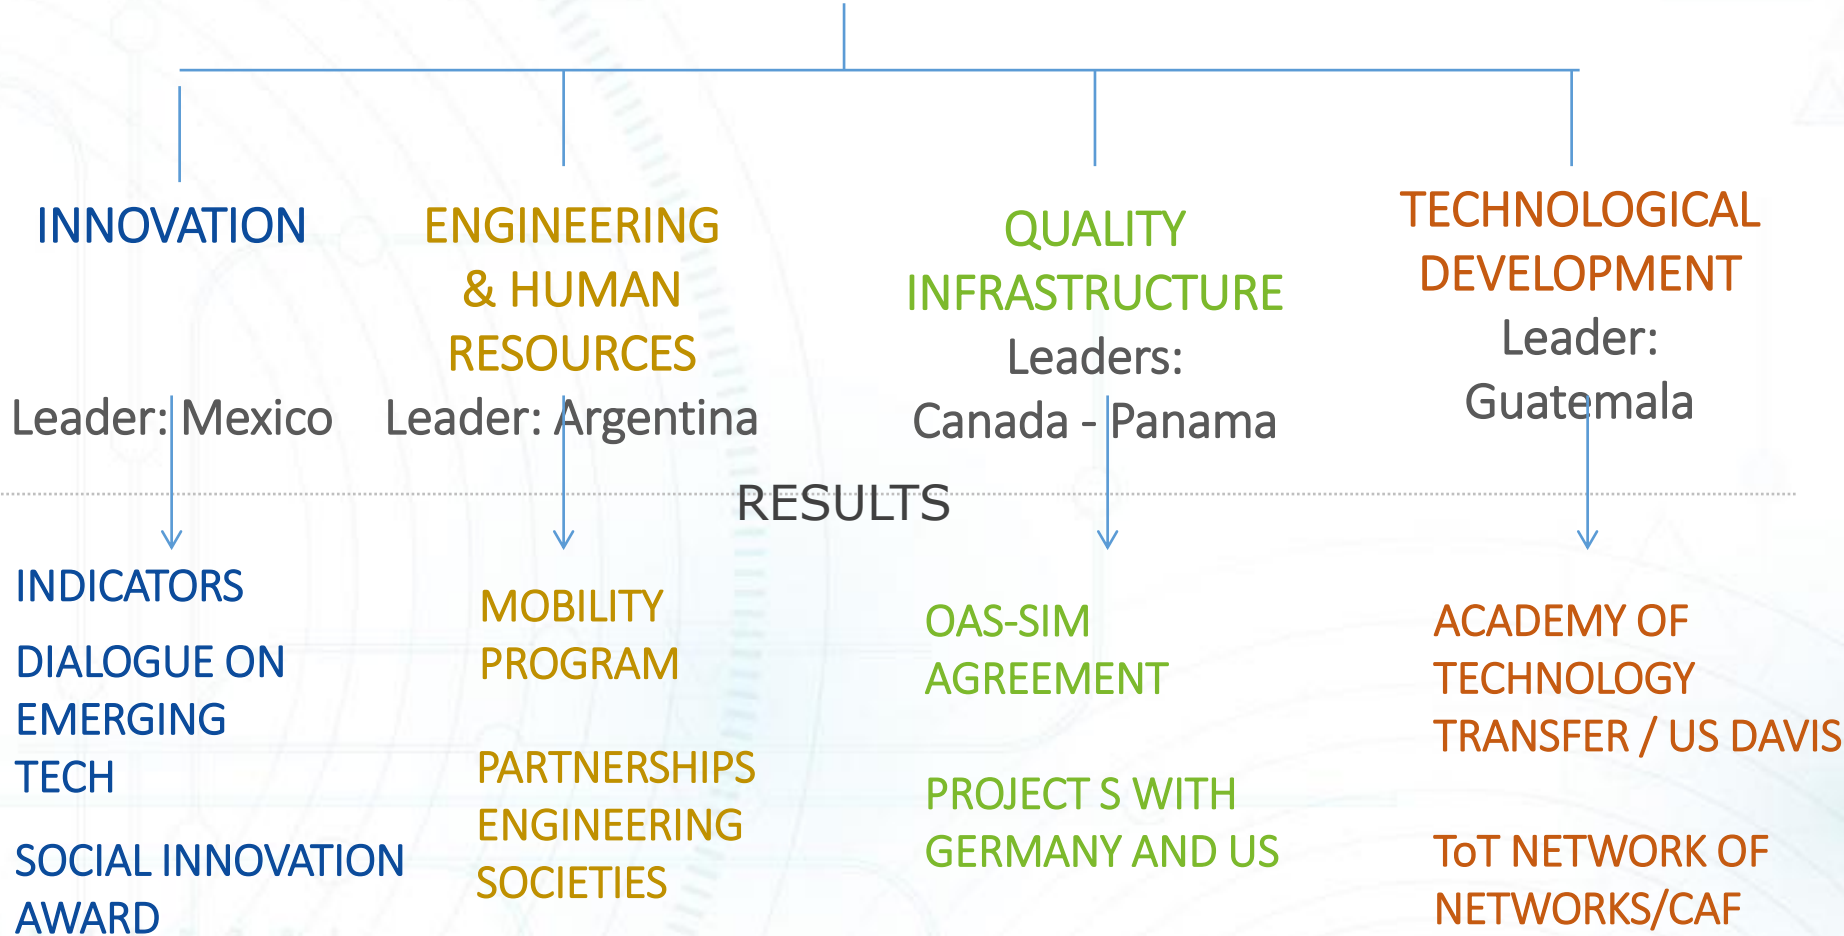 INNOVATION
Leader: Mexico
ENGINEERING
& HUMAN
RESOURCES
Leader: Argentina
QUALITY
INFRASTRUCTURE
Leaders:
Canada - Panama
TECHNOLOGICAL
DEVELOPMENT
Leader:
Guatemala
RESULTS
INDICATORS
DIALOGUE ON
EMERGING
TECH
SOCIAL INNOVATION
AWARD
MOBILITY
PROGRAM
PARTNERSHIPS
ENGINEERING
SOCIETIES
OAS-SIM
AGREEMENT
PROJECT S WITH
GERMANY AND US
ACADEMY OF
TECHNOLOGY
TRANSFER / US DAVIS
ToT NETWORK OF
NETWORKS/CAF